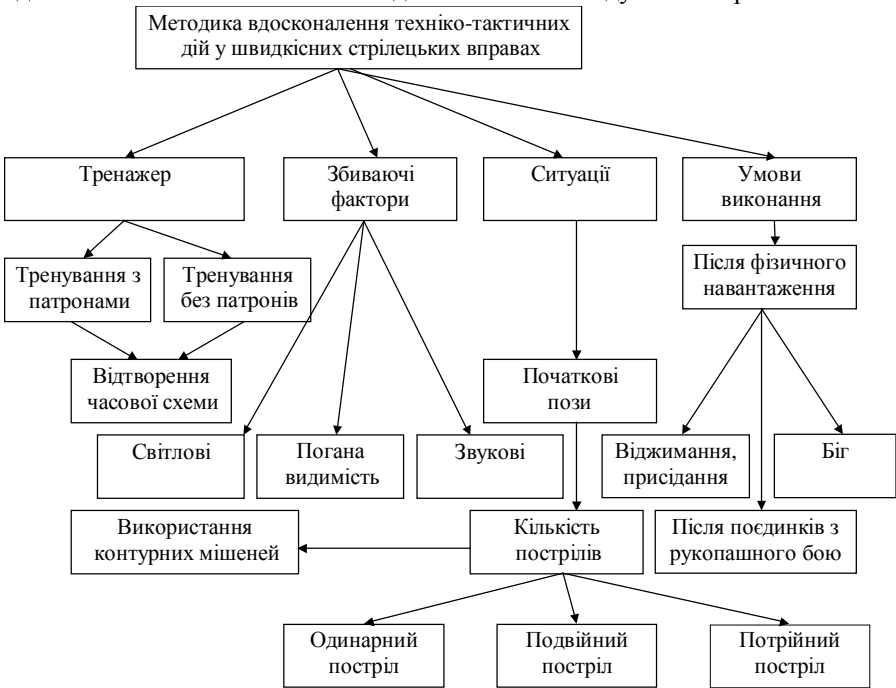 Методика вдосконалення техніко-тактичних
дій у швидкісних стрілецьких вправах
Тренажер
Збиваючі
фактори
Ситуації
Умови
виконання
Тренування з
патронами
Тренування
без патронів
Після фізичного
навантаження
Відтворення
часової схеми
Початкові
пози
Світлові
Погана
видимість
Звукові
Віджимання,
присідання
Біг
Використання
контурних мішеней
Кількість
пострілів
Після поєдинків з
рукопашного бою
Одинарний
постріл
Подвійний
постріл
Потрійний
постріл